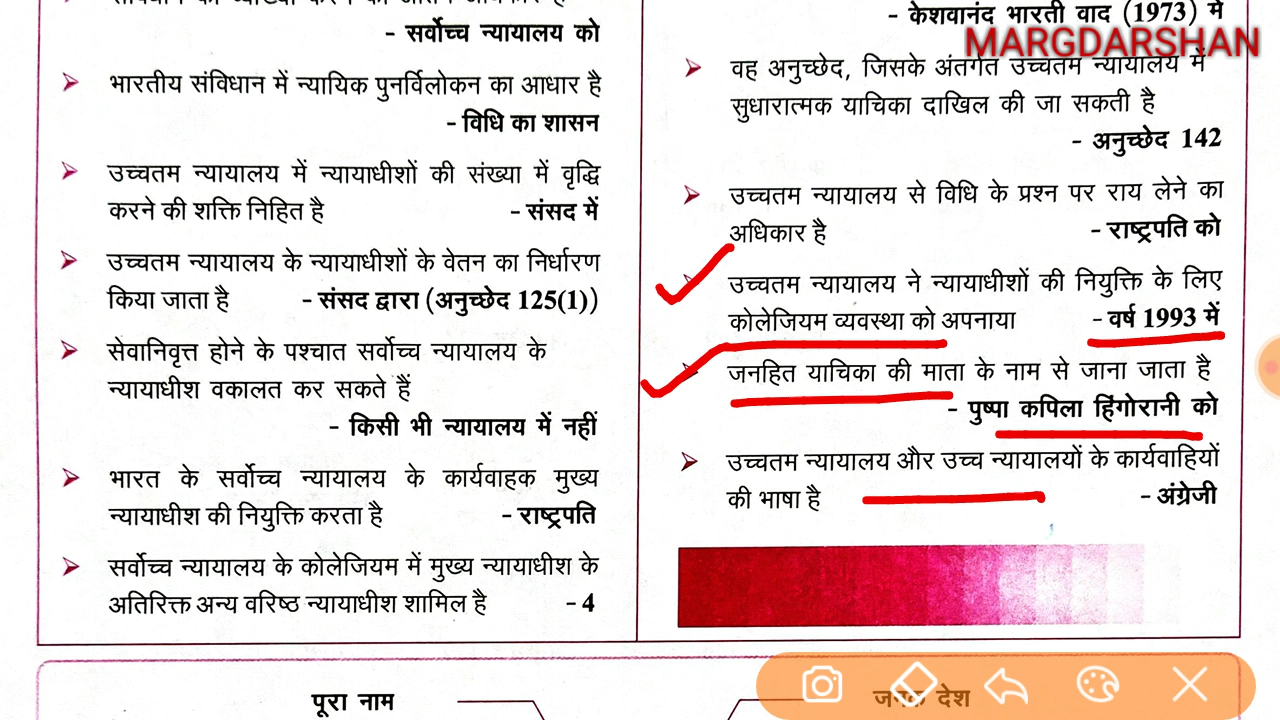 - सर्वोच्च न्यायालय को
भारतीय संविधान में न्यायिक पुनर्विलोकन का आधार है
- विधि का शासन
उच्चतम न्यायालय में न्यायाधीशों की संख्या में वृद्धि
करने की शक्ति निहित है - संसद में
उच्चतम न्यायालय के न्यायाधीशों के वेतन का निर्धारण
किया जाता है - संसद द्वारा (अनुच्छेद 125(1))
सेवानिवृत्त होने के पश्चात सर्वोच्च न्यायालय के
न्यायाधीश वकालत कर सकते हैं
- किसी भी न्यायालय में नहीं
भारत के सर्वोच्च न्यायालय के कार्यवाहक मुख्य
न्यायाधीश की नियुक्ति करता है - राष्ट्रपति
सर्वोच्च न्यायालय के कोलेजियम में मुख्य न्यायाधीश के
अतिरिक्त अन्य वरिष्ठ न्यायाधीश शामिल है - 4
- केशवानंद भारती वाद (1973) में
MARGDARSHAN
वह अनुच्छेद, जिसके अंतर्गत उच्चतम न्यायालय में
सुधारात्मक याचिका दाखिल की जा सकती है
- अनुच्छेद 142
उच्चतम न्यायालय से विधि के प्रश्न पर राय लेने का
अधिकार है - राष्ट्रपति को
उच्चतम न्यायालय ने न्यायाधीशों की नियुक्ति के लिए
कोलेजियम व्यवस्था को अपनाया - वर्ष 1993 में
जनहित याचिका की माता के नाम से जाना जाता है
- पुष्पा कपिला हिंगोरानी को
उच्चतम न्यायालय और उच्च न्यायालयों के कार्यवाहियों
की भाषा है - अंग्रेजी
पूरा नाम
जनक देश